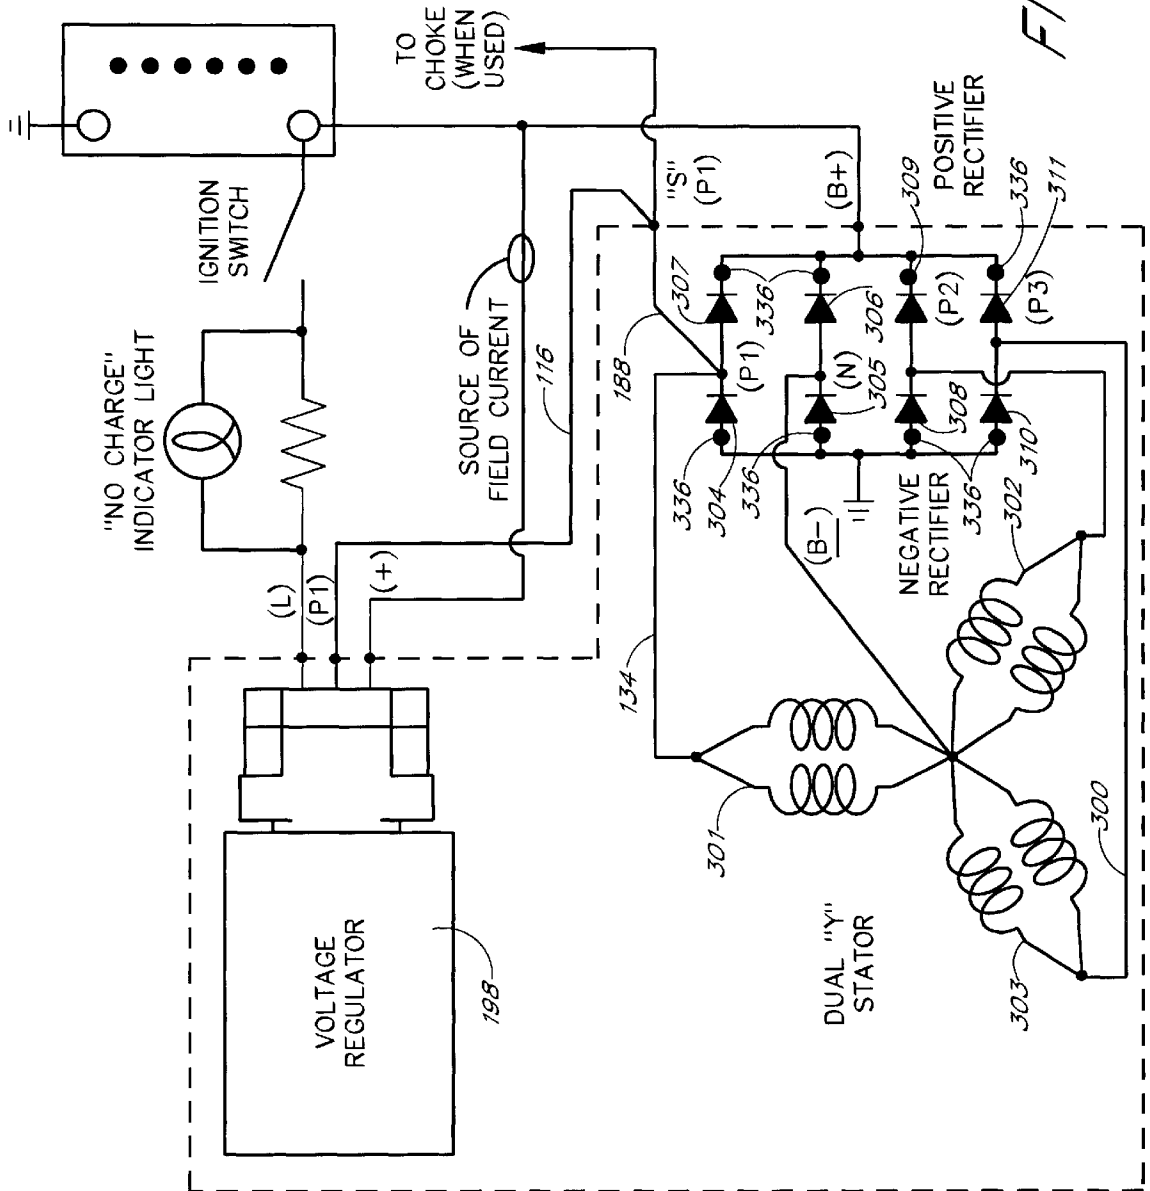 FI
TO
CHOKE
(WHEN
USED)
IGNITION
SWITCH
"NO CHARGE"
INDICATOR LIGHT
SOURCE OF
FIELD CURRENT
116
188
"S"
(P1)
(B+)
POSITIVE
RECTIFIER
307
336
306
309
336
311
(P1)
(N)
(P2)
(P3)
305
308
310
336
304
336
336
(B-)
NEGATIVE
RECTIFIER
302
(L)
(P1)
(+)
134
301
300
303
DUAL "Y"
STATOR
VOLTAGE
REGULATOR
198